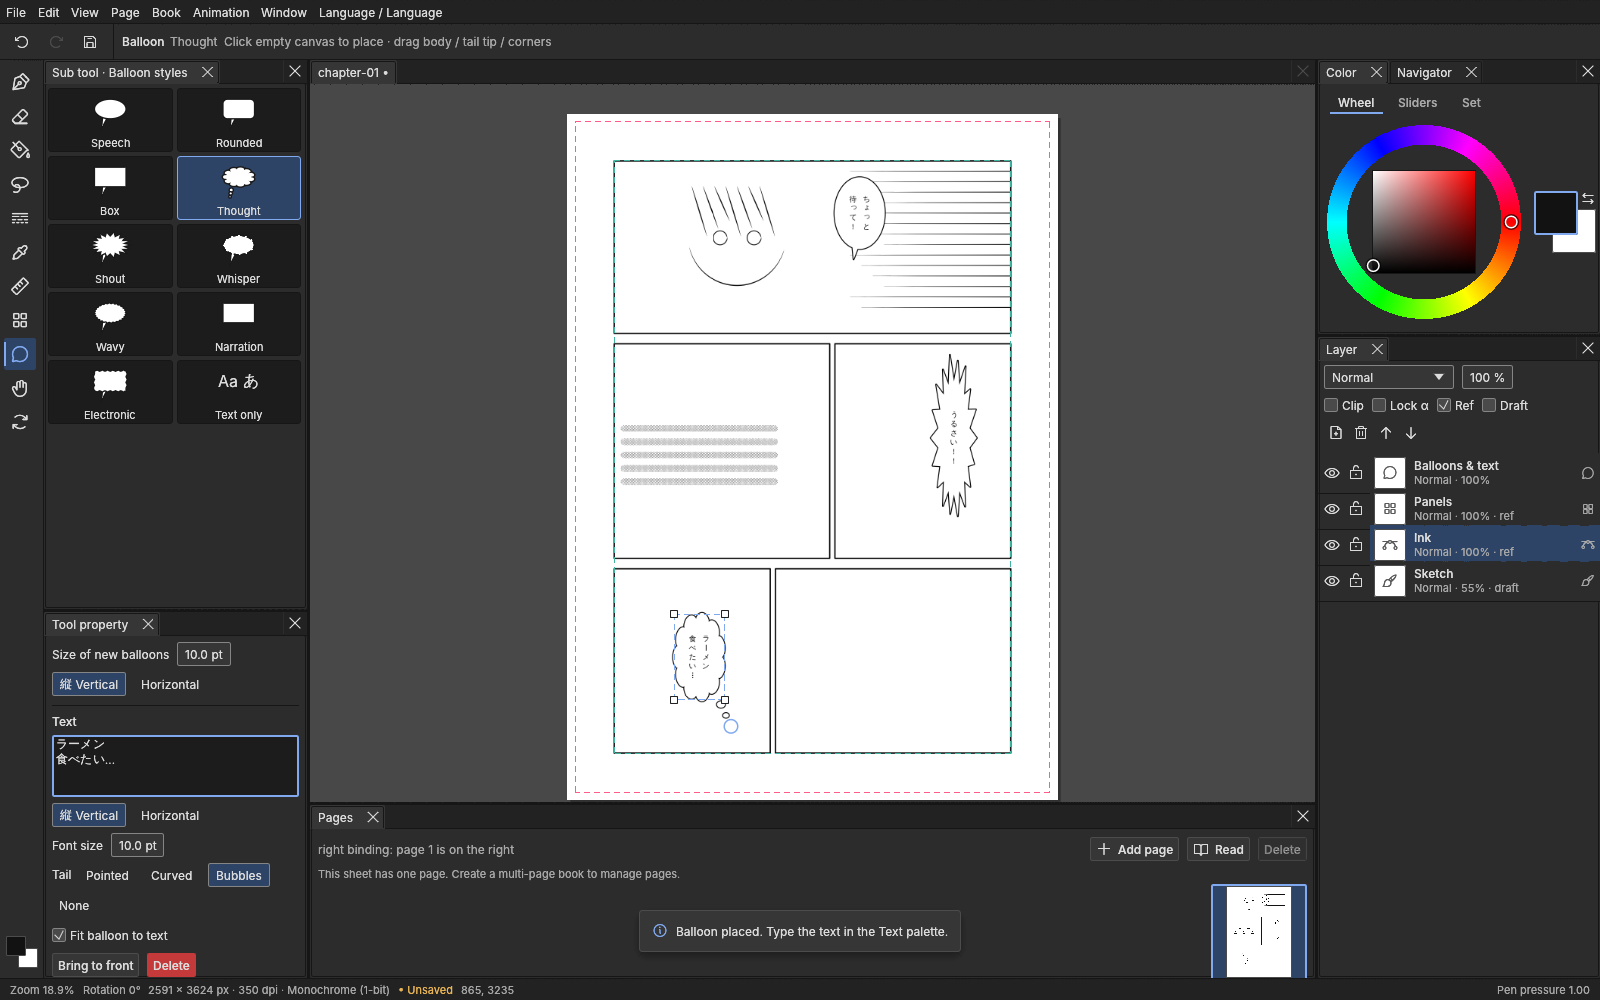 File Edit View Page Book Animation Window Language / Language
Balloon Thought Click empty canvas to place · drag body / tail tip / corners
Sub tool · Balloon styles
Speech
Rounded
Box
Thought
Shout
Whisper
Wavy
Narration
Electronic
Aa あ
Text only
Tool property
Size of new balloons 10.0 pt
縦 Vertical Horizontal
Text
ラーメン
食べたい...
縦 Vertical Horizontal
Font size 10.0 pt
Tail Pointed Curved Bubbles
None
Fit balloon to text
Bring to front Delete
chapter-01 •
ちょっと
待って！
うるさい！！
ラーメン
食べたい…
Pages
right binding: page 1 is on the right
Add page Read Delete
This sheet has one page. Create a multi-page book to manage pages.
Balloon placed. Type the text in the Text palette.
Color Navigator
Wheel Sliders Set
Layer
Normal 100 %
Clip Lock α Ref Draft
Balloons & text
Normal · 100%
Panels
Normal · 100% · ref
Ink
Normal · 100% · ref
Sketch
Normal · 55% · draft
Zoom 18.9% Rotation 0° 2591 × 3624 px · 350 dpi · Monochrome (1-bit) • Unsaved 865, 3235 Pen pressure 1.00